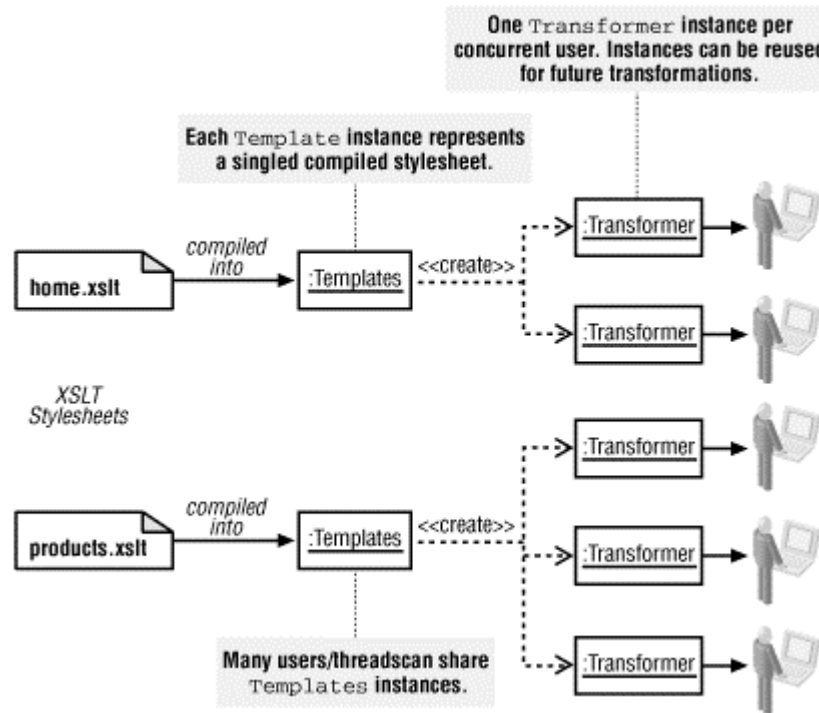 One Transformer instance per
concurrent user. Instances can be reused
for future transformations.
Each Template instance represents
a singled compiled stylesheet.
:Transformer
compiled
into
<<create>>
home.xslt
:Templates
:Transformer
XSLT
Stylesheets
:Transformer
compiled
into
<<create>>
products.xslt
:Templates
:Transformer
Many users/threadscan share
Templates instances.
:Transformer